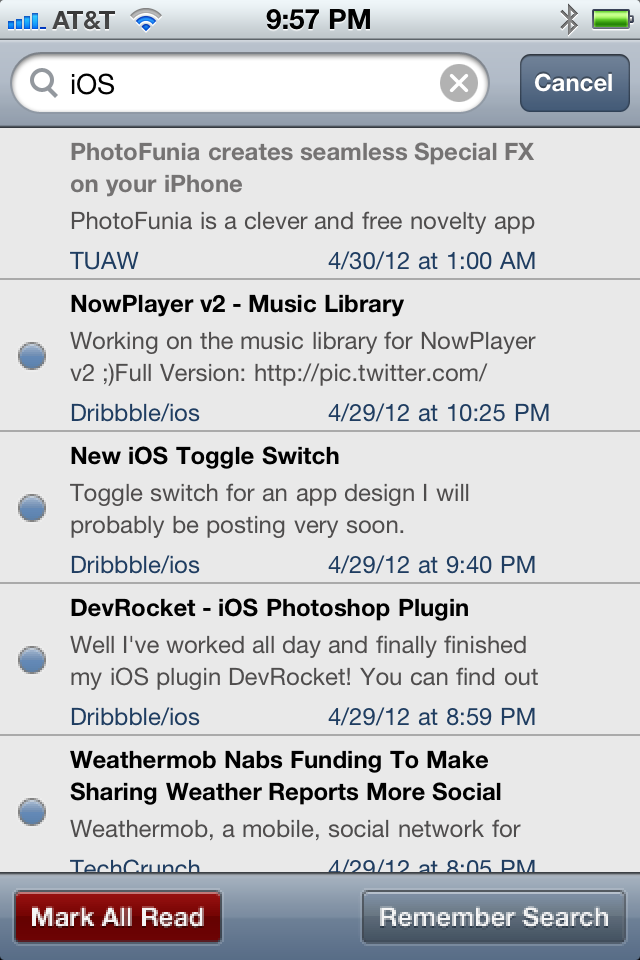 AT&T 9:57 PM
iOS Cancel
PhotoFunia creates seamless Special FX
on your iPhone
PhotoFunia is a clever and free novelty app
TUAW 4/30/12 at 1:00 AM
NowPlayer v2 - Music Library
Working on the music library for NowPlayer
v2 ;)Full Version: http://pic.twitter.com/
Dribbble/ios 4/29/12 at 10:25 PM
New iOS Toggle Switch
Toggle switch for an app design I will
probably be posting very soon.
Dribbble/ios 4/29/12 at 9:40 PM
DevRocket - iOS Photoshop Plugin
Well I've worked all day and finally finished
my iOS plugin DevRocket! You can find out
Dribbble/ios 4/29/12 at 8:59 PM
Weathermob Nabs Funding To Make
Sharing Weather Reports More Social
Weathermob, a mobile, social network for
TechCrunch 4/29/12 at 8:05 PM
Mark All Read Remember Search